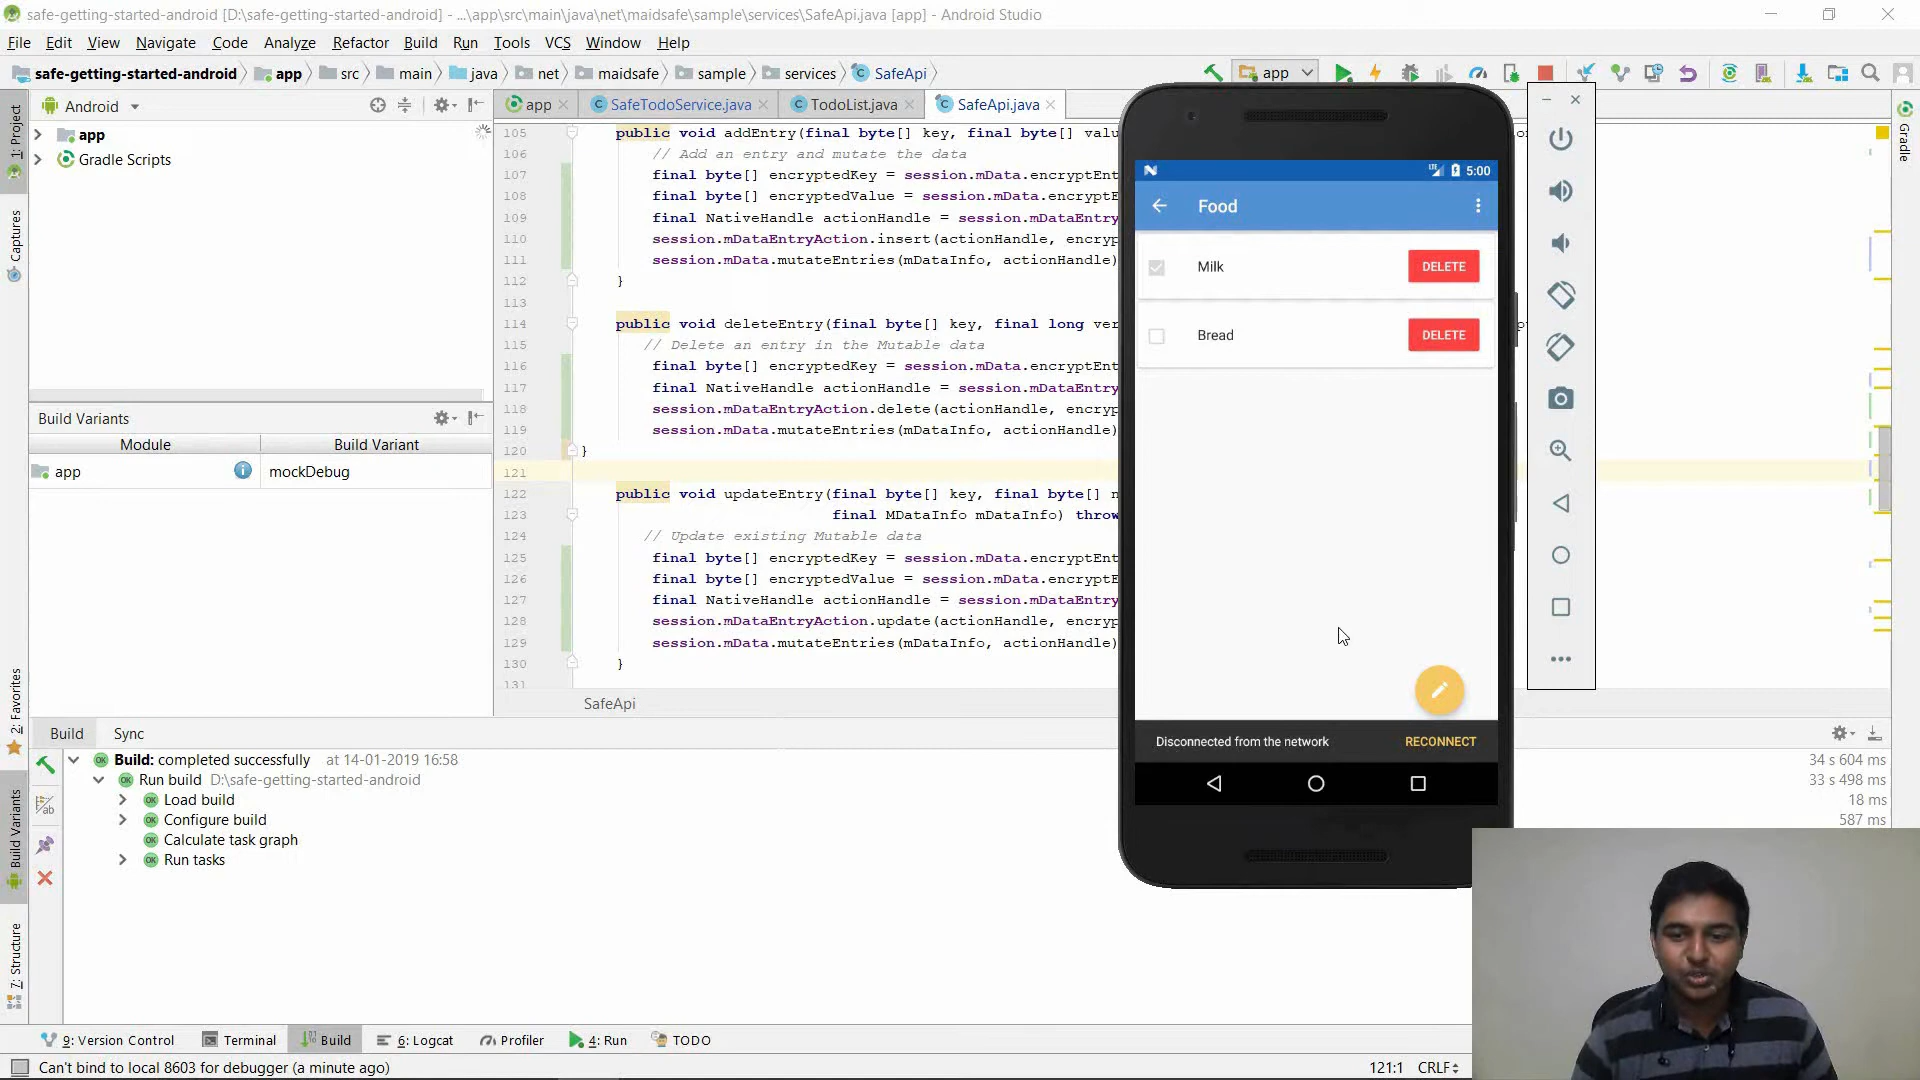 safe-getting-started-android [D:\safe-getting-started-android] - ...\app\src\main\java\net\maidsafe\sample\services\SafeApi.java [app] - Android Studio
File Edit View Navigate Code Analyze Refactor Build Run Tools VCS Window Help
safe-getting-started-android app src main java net maidsafe sample services SafeApi app
1: Project
Captures
2: Favorites
Build Variants
7: Structure
Android
app
Gradle Scripts
Build Variants
Module Build Variant
app mockDebug
app SafeTodoService.java TodoList.java SafeApi.java
105 public void addEntry(final byte[] key, final byte[] valu
106 // Add an entry and mutate the data
107 final byte[] encryptedKey = session.mData.encryptEnt
108 final byte[] encryptedValue = session.mData.encryptE
109 final NativeHandle actionHandle = session.mDataEntry
110 session.mDataEntryAction.insert(actionHandle, encryp
111 session.mData.mutateEntries(mDataInfo, actionHandle)
112 }
113
114 public void deleteEntry(final byte[] key, final long ver
115 // Delete an entry in the Mutable data
116 final byte[] encryptedKey = session.mData.encryptEnt
117 final NativeHandle actionHandle = session.mDataEntry
118 session.mDataEntryAction.delete(actionHandle, encryp
119 session.mData.mutateEntries(mDataInfo, actionHandle)
120 }
121
122 public void updateEntry(final byte[] key, final byte[] n
123 final MDataInfo mDataInfo) throw
124 // Update existing Mutable data
125 final byte[] encryptedKey = session.mData.encryptEnt
126 final byte[] encryptedValue = session.mData.encryptE
127 final NativeHandle actionHandle = session.mDataEntry
128 session.mDataEntryAction.update(actionHandle, encryp
129 session.mData.mutateEntries(mDataInfo, actionHandle)
130 }
131
SafeApi
5:00
Food
Milk DELETE
Bread DELETE
Disconnected from the network RECONNECT
Gradle
Build Sync
Build: completed successfully at 14-01-2019 16:58 34 s 604 ms
Run build D:\safe-getting-started-android 33 s 498 ms
Load build 18 ms
Configure build 587 ms
Calculate task graph
Run tasks
9: Version Control Terminal Build 6: Logcat Profiler 4: Run TODO
Can't bind to local 8603 for debugger (a minute ago) 121:1 CRLF